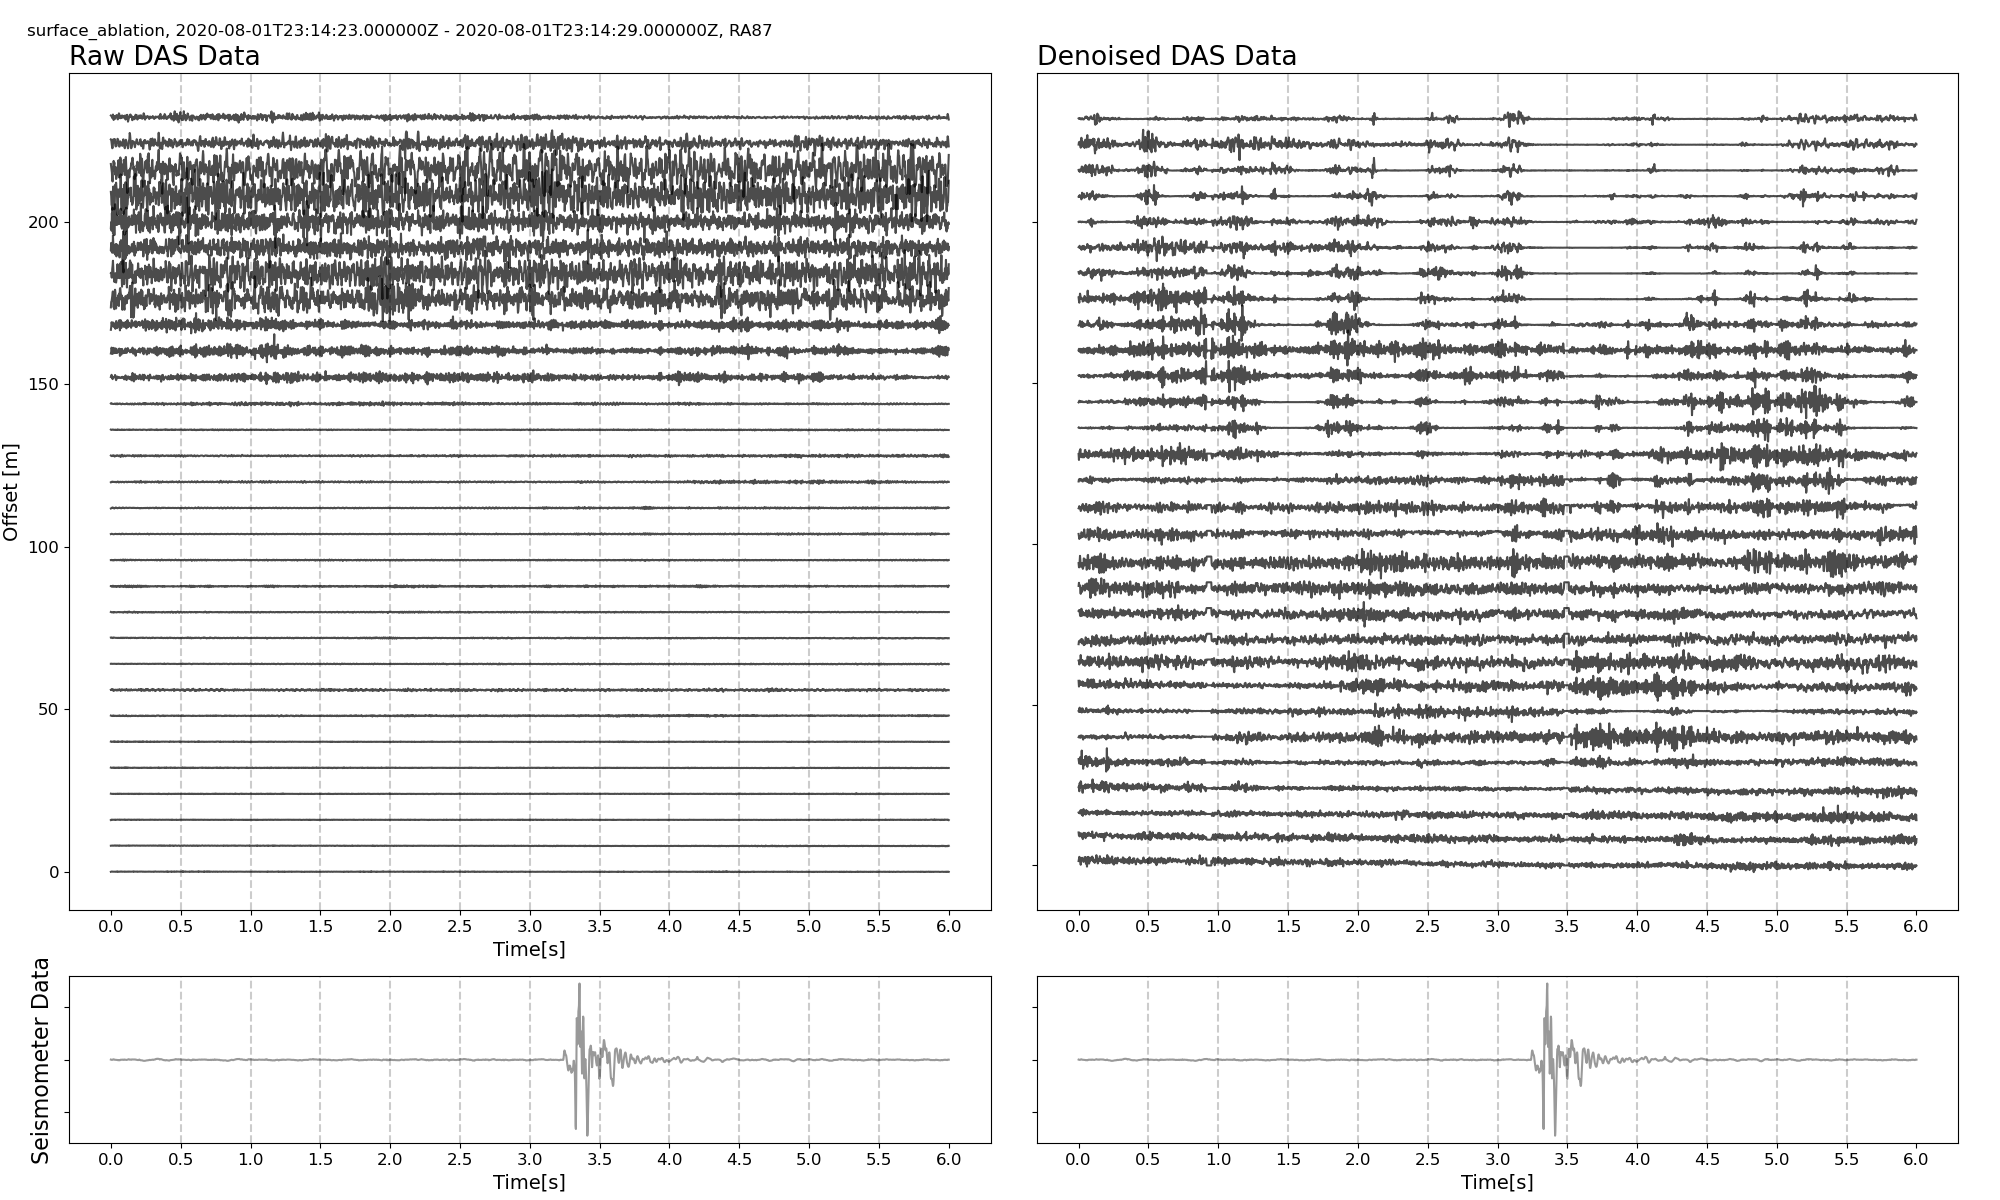 surface_ablation, 2020-08-01T23:14:23.000000Z - 2020-08-01T23:14:29.000000Z, RA87
Raw DAS Data
Denoised DAS Data
Offset [m]
200
150
100
50
0
0.0 0.5 1.0 1.5 2.0 2.5 3.0 3.5 4.0 4.5 5.0 5.5 6.0
Time[s]
0.0 0.5 1.0 1.5 2.0 2.5 3.0 3.5 4.0 4.5 5.0 5.5 6.0
Seismometer Data
0.0 0.5 1.0 1.5 2.0 2.5 3.0 3.5 4.0 4.5 5.0 5.5 6.0
Time[s]
0.0 0.5 1.0 1.5 2.0 2.5 3.0 3.5 4.0 4.5 5.0 5.5 6.0
Time[s]